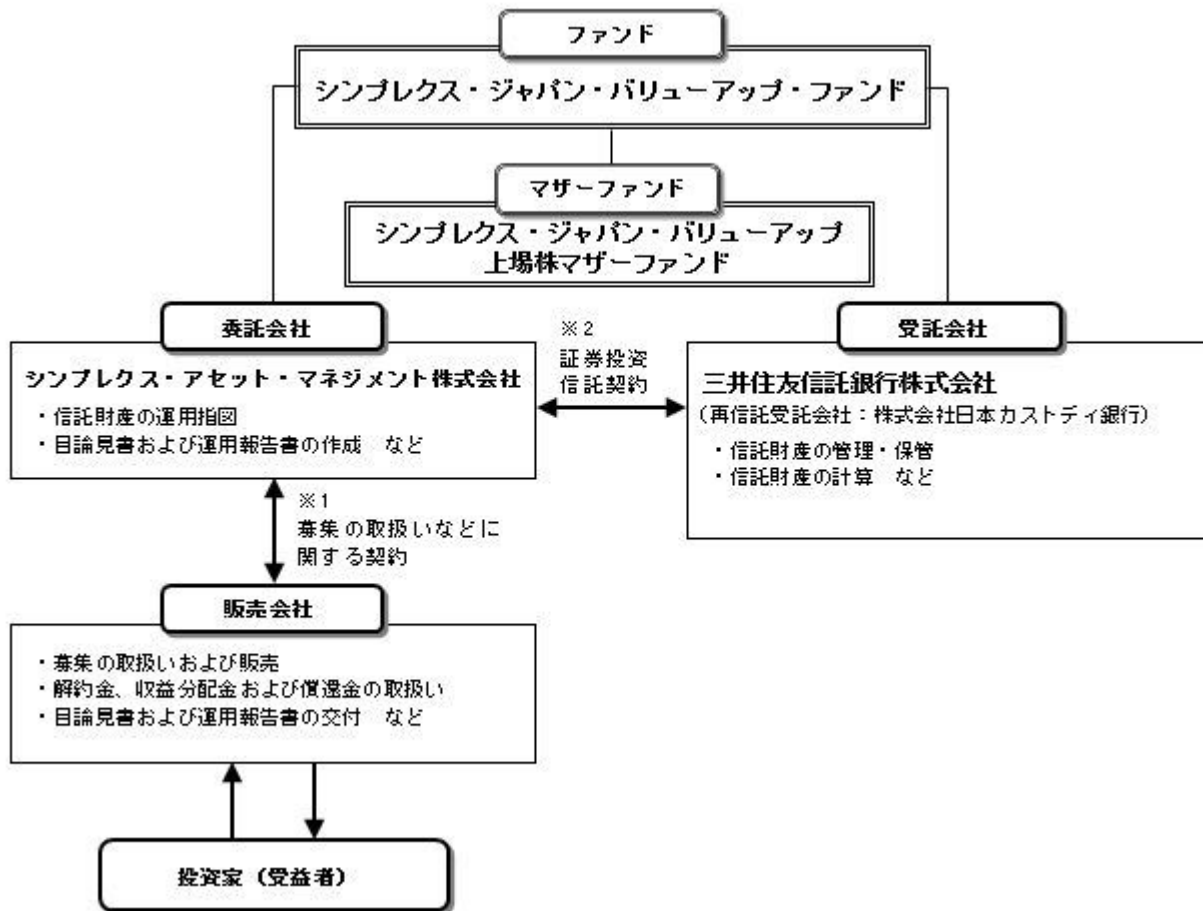 ファンド
シンプレクス・ジャパン・バリューアップ・ファンド
マザーファンド
シンプレクス・ジャパン・バリューアップ
上場株マザーファンド
委託会社
シンプレクス・アセット・マネジメント株式会社
・信託財産の運用指図
・目論見書および運用報告書の作成 など
※2
証券投資
信託契約
受託会社
三井住友信託銀行株式会社
(再信託受託会社:株式会社日本カストディ銀行)
・信託財産の管理・保管
・信託財産の計算 など
※1
募集の取扱いなどに
関する契約
販売会社
・募集の取扱いおよび販売
・解約金、収益分配金および償還金の取扱い
・目論見書および運用報告書の交付 など
投資家(受益者)